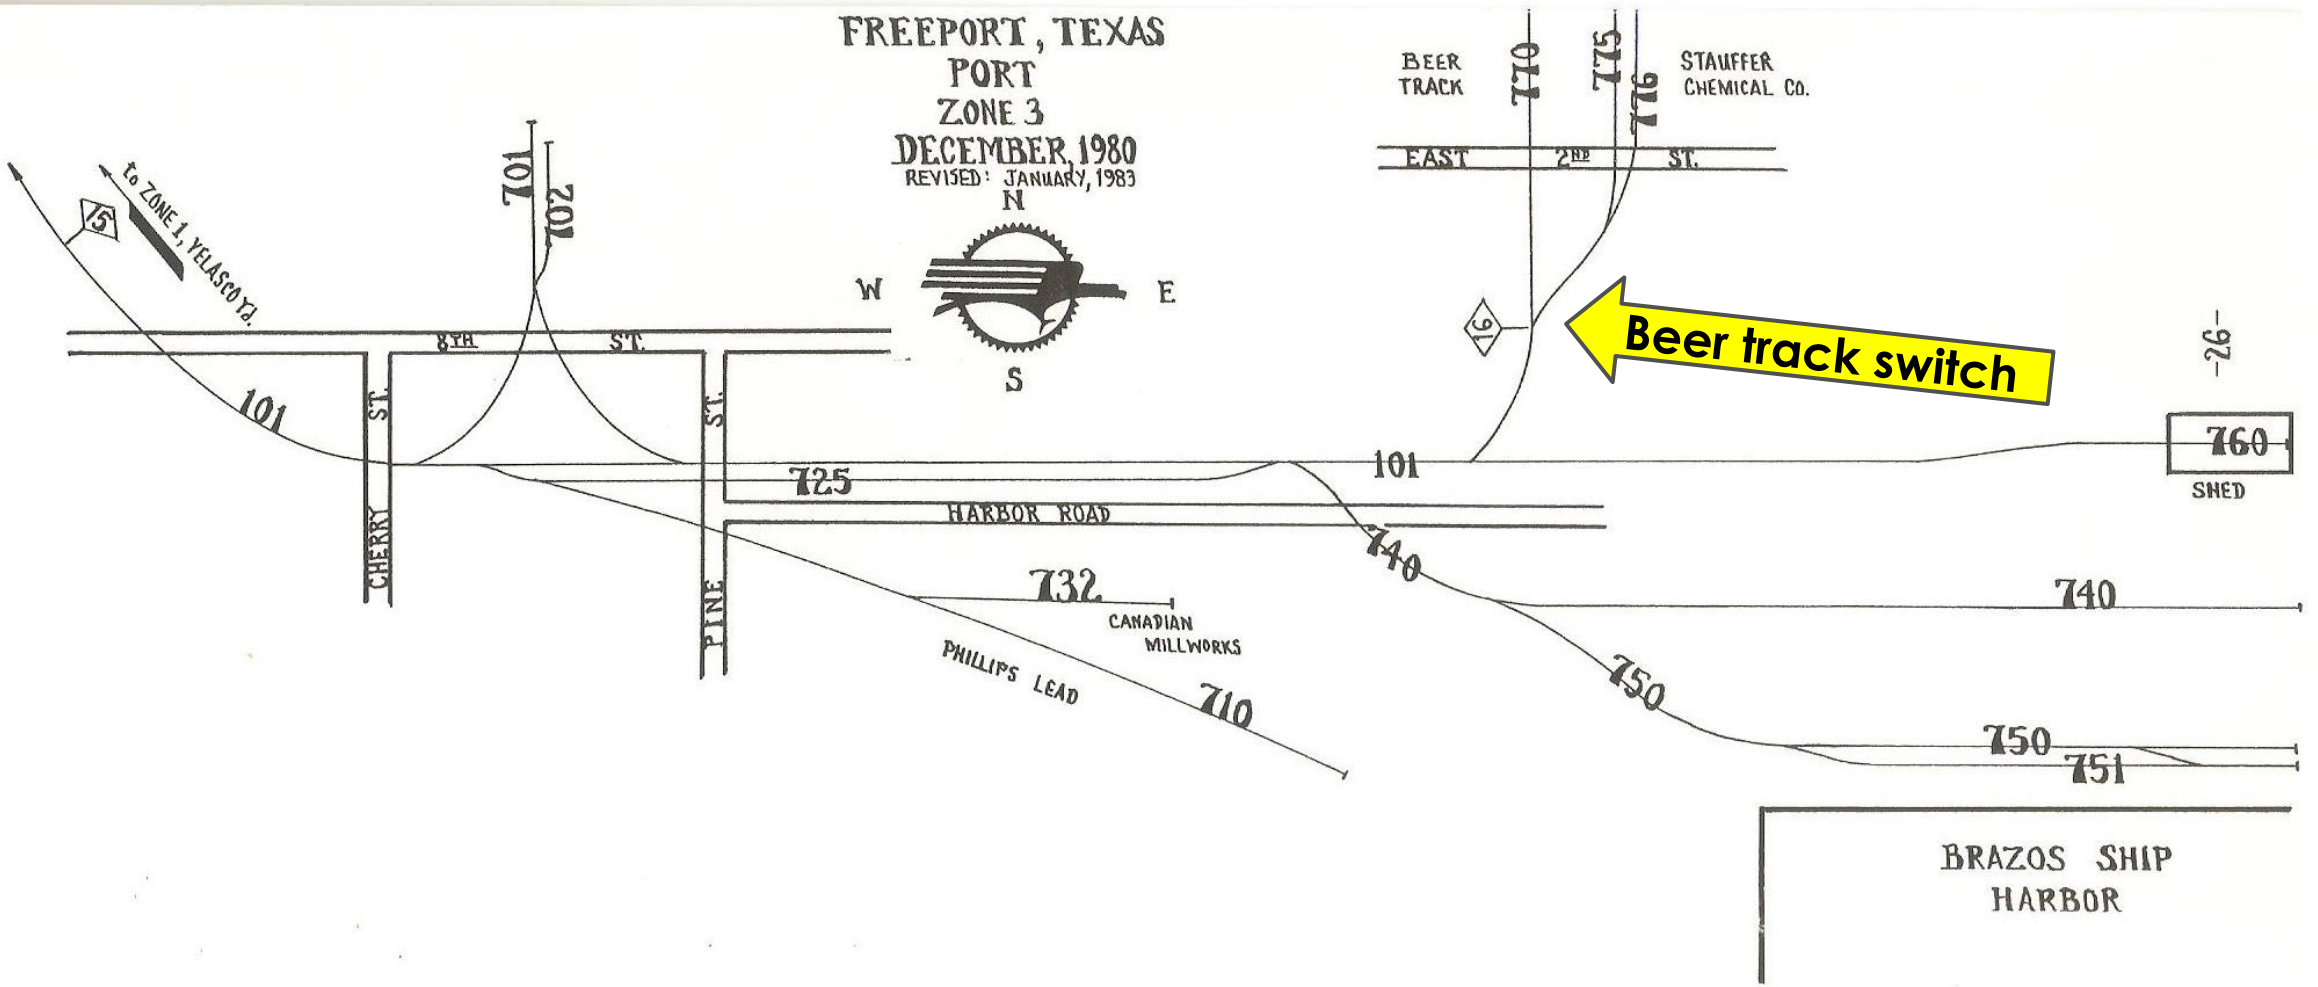 FREEPORT, TEXAS
PORT
ZONE 3
DECEMBER, 1980
REVISED: JANUARY, 1983
N
W
E
S
BEER
TRACK
770
775
776
STAUFFER
CHEMICAL CO.
EAST 2ND ST.
701
702
15
to ZONE 1, VELASCO Yd.
8TH ST.
16
Beer track switch
-26-
101
CHERRY ST.
PINE ST.
725
101
760
SHED
HARBOR ROAD
740
732
CANADIAN
MILLWORKS
740
PHILLIPS LEAD
710
750
750
751
BRAZOS SHIP
HARBOR